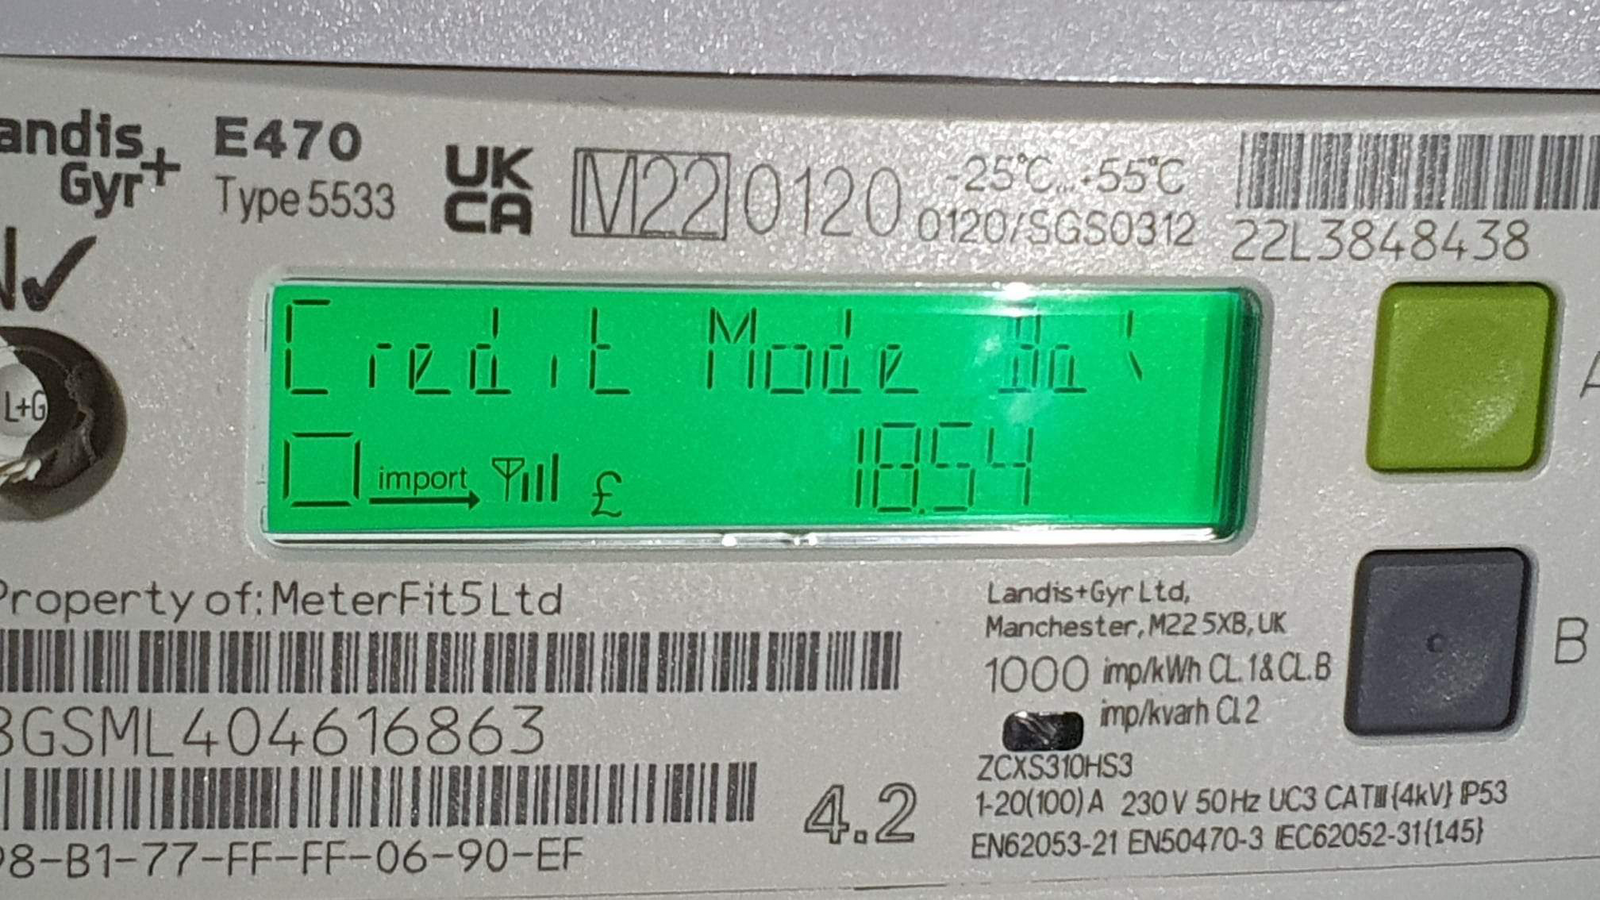 andis
Gyr+
E470
Type 5533
UK
CA
M22 0120
-25°C...+55°C
0120/SGS0312
22L3848438
L+G
Credit Mode
import £ 18.54
A
B
Property of: MeterFit5 Ltd
3GSML404616863
98-B1-77-FF-FF-06-90-EF
4.2
Landis+Gyr Ltd,
Manchester, M22 5XB, UK
1000 imp/kWh CL.1 & CL.B
imp/kvarh Cl.2
ZCXS310HS3
1-20(100) A 230 V 50 Hz UC3 CATIII {4kV} IP53
EN62053-21 EN50470-3 IEC62052-31{145}